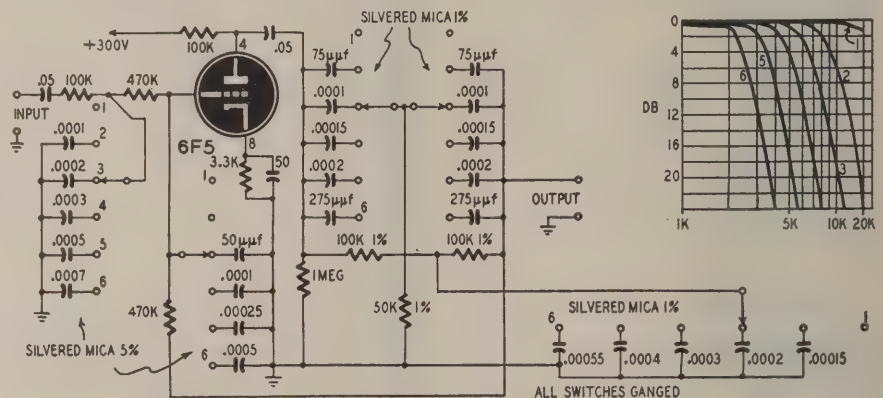 SILVERED MICA 1%
+300V
100K
4
.05
.05
100K
470K
INPUT
1
.0001
2
.0002
3
.0003
4
.0005
5
.0007
6
SILVERED MICA 5%
6F5
8
3.3K
50
1
50µµf
.0001
.00025
6
.0005
470K
1
75µµf
.0001
.00015
.0002
275µµf
6
75µµf
.0001
.00015
.0002
275µµf
100K 1%
100K 1%
1MEG
50K
1%
OUTPUT
SILVERED MICA 1%
6
1
.00055
.0004
.0003
.0002
.00015
ALL SWITCHES GANGED
0
2
4
DB
8
12
16
20
6
5
1
2
3
1K
5K
10K
20K